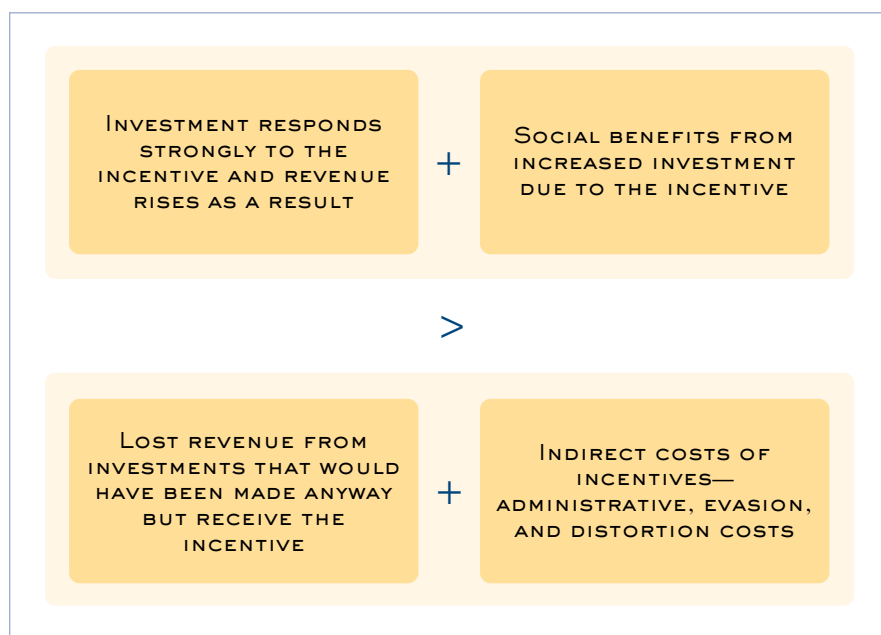 Investment responds
strongly to the
incentive and revenue
rises as a result
+
Social benefits from
increased investment
due to the incentive
>
Lost revenue from
investments that would
have been made anyway
but receive the
incentive
+
Indirect costs of
incentives—
administrative, evasion,
and distortion costs